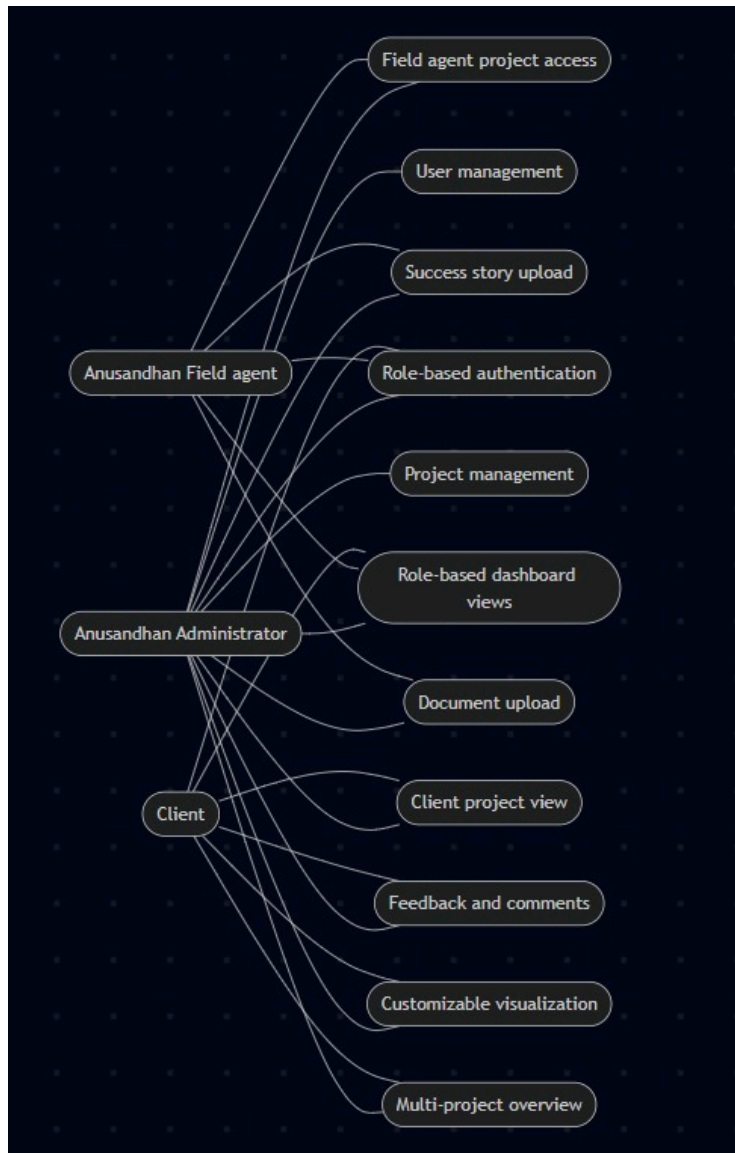 Field agent project access
User management
Success story upload
Anusandhan Field agent
Role-based authentication
Project management
Role-based dashboard
views
Anusandhan Administrator
Document upload
Client project view
Client
Feedback and comments
Customizable visualization
Multi-project overview